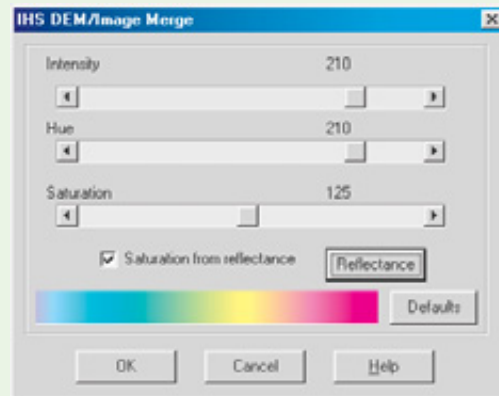 IHS DEM/Image Merge
Intensity 210
Hue 210
Saturation 125
Saturation from reflectance Reflectance
Defaults
OK Cancel Help